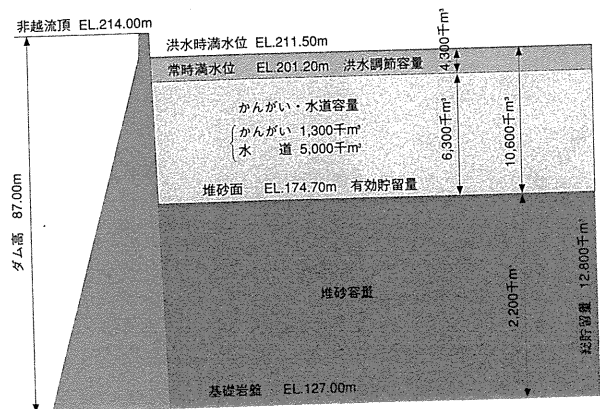 非越流頂 EL.214.00m
洪水時満水位 EL.211.50m
常時満水位 EL.201.20m 洪水調節容量
4,300千m³
かんがい・水道容量
かんがい 1,300千m³
水 道 5,000千m³
6,300千m³
10,600千m³
堆砂面 EL.174.70m 有効貯留量
ダム高 87.00m
堆砂容量
2,200千m³
総貯留量 12,800千m³
基礎岩盤 EL.127.00m